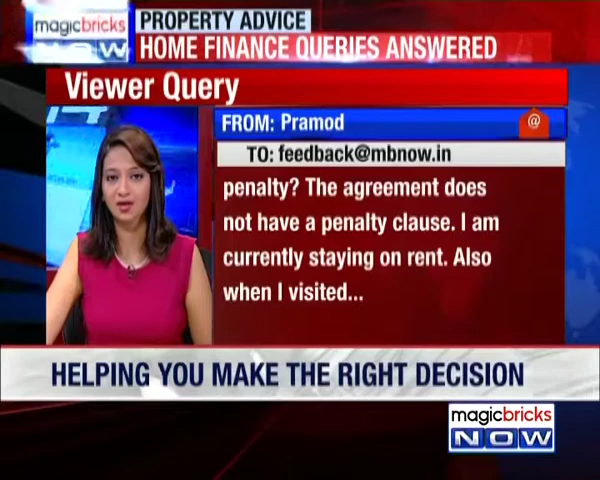 magicbricks
NOW
PROPERTY ADVICE
HOME FINANCE QUERIES ANSWERED
Viewer Query
FROM: Pramod
@
TO: feedback@mbnow.in
penalty? The agreement does
not have a penalty clause. I am
currently staying on rent. Also
when I visited...
HELPING YOU MAKE THE RIGHT DECISION
magicbricks
NOW